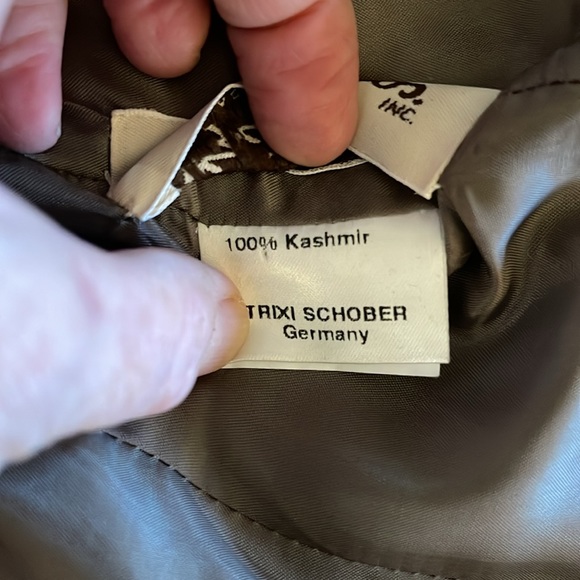 S.
INC.
100% Kashmir
TRIXI SCHOBER
Germany